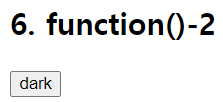 6. function()-2
dark